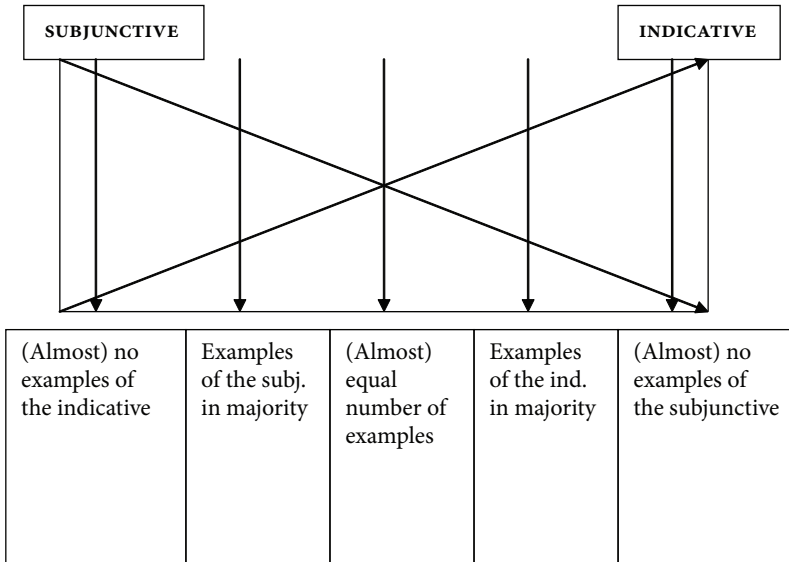 SUBJUNCTIVE
INDICATIVE
(Almost) no
examples of
the indicative
Examples
of the subj.
in majority
(Almost)
equal
number of
examples
Examples
of the ind.
in majority
(Almost) no
examples of
the subjunctive